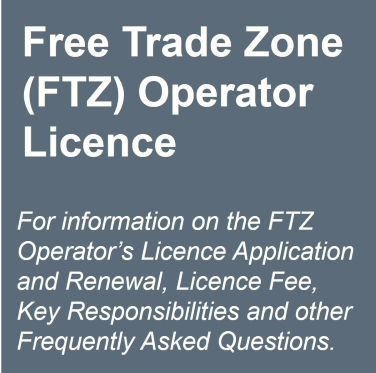 Free Trade Zone
(FTZ) Operator
Licence
For information on the FTZ
Operator’s Licence Application
and Renewal, Licence Fee,
Key Responsibilities and other
Frequently Asked Questions.